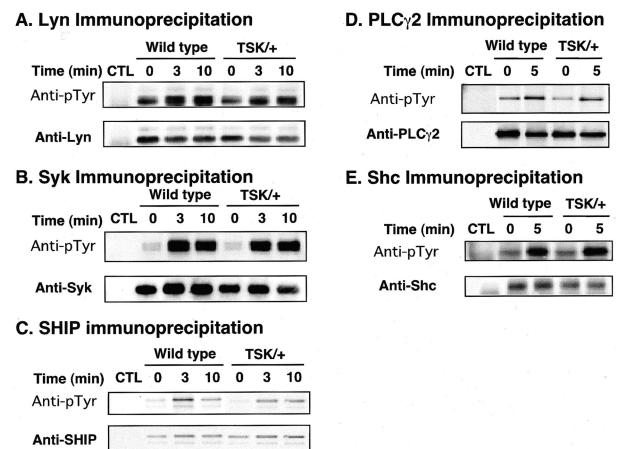 A. Lyn Immunoprecipitation
Wild type TSK/+
Time (min) CTL 0 3 10 0 3 10
Anti-pTyr
Anti-Lyn
B. Syk Immunoprecipitation
Wild type TSK/+
Time (min) CTL 0 3 10 0 3 10
Anti-pTyr
Anti-Syk
C. SHIP immunoprecipitation
Wild type TSK/+
Time (min) CTL 0 3 10 0 3 10
Anti-pTyr
Anti-SHIP
D. PLCγ2 Immunoprecipitation
Wild type TSK/+
Time (min) CTL 0 5 0 5
Anti-pTyr
Anti-PLCγ2
E. Shc Immunoprecipitation
Wild type TSK/+
Time (min) CTL 0 5 0 5
Anti-pTyr
Anti-Shc